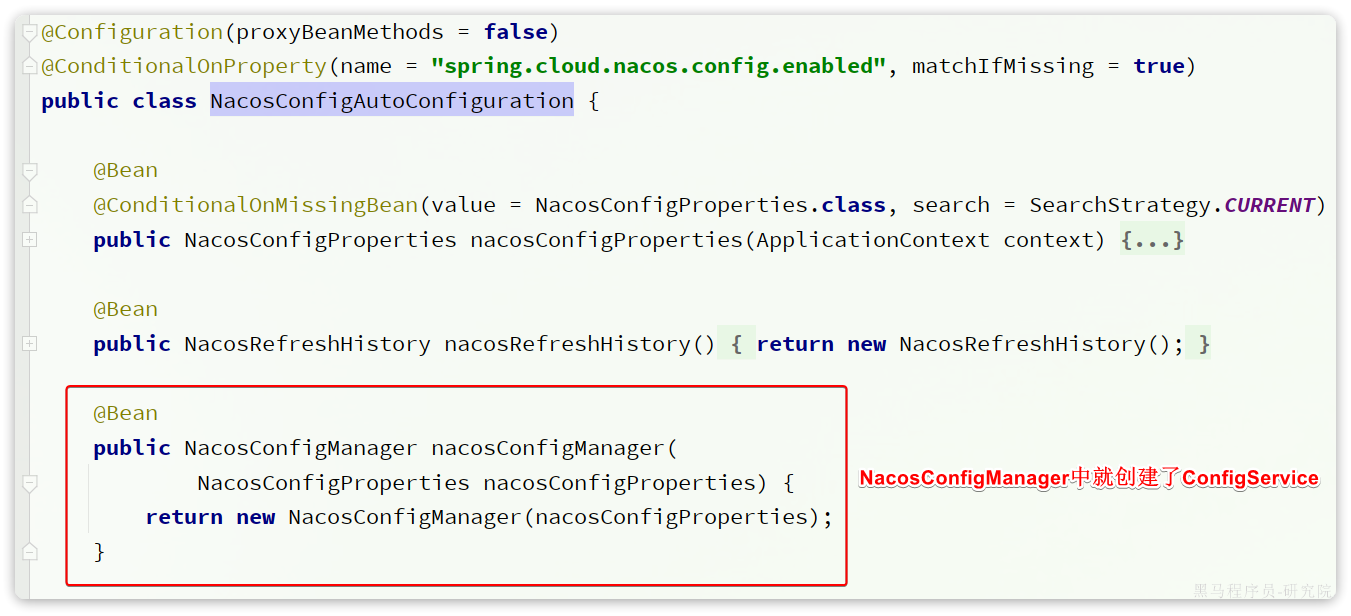 @Configuration(proxyBeanMethods = false)
@ConditionalOnProperty(name = "spring.cloud.nacos.config.enabled", matchIfMissing = true)
public class NacosConfigAutoConfiguration {
@Bean
@ConditionalOnMissingBean(value = NacosConfigProperties.class, search = SearchStrategy.CURRENT)
public NacosConfigProperties nacosConfigProperties(ApplicationContext context) {...}
@Bean
public NacosRefreshHistory nacosRefreshHistory() { return new NacosRefreshHistory(); }
@Bean
public NacosConfigManager nacosConfigManager(
NacosConfigProperties nacosConfigProperties) {
return new NacosConfigManager(nacosConfigProperties);
}
NacosConfigManager中就创建了ConfigService
黑马程序员-研究院